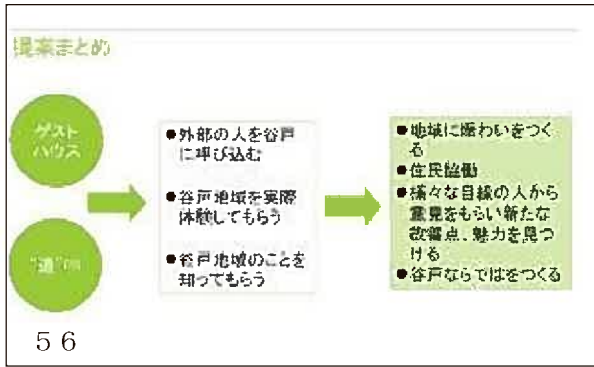 提案まとめ
ゲスト
ハウス
●外部の人を谷戸
に呼び込む
●谷戸地域を実際
体験してもらう
●谷戸地域のことを
知ってもらう
●地域に賑わいをつく
る
●住民協働
●様々な目線の人から
意見をもらい新たな
改善点、魅力を見つ
ける
●谷戸ならではをつくる
５６